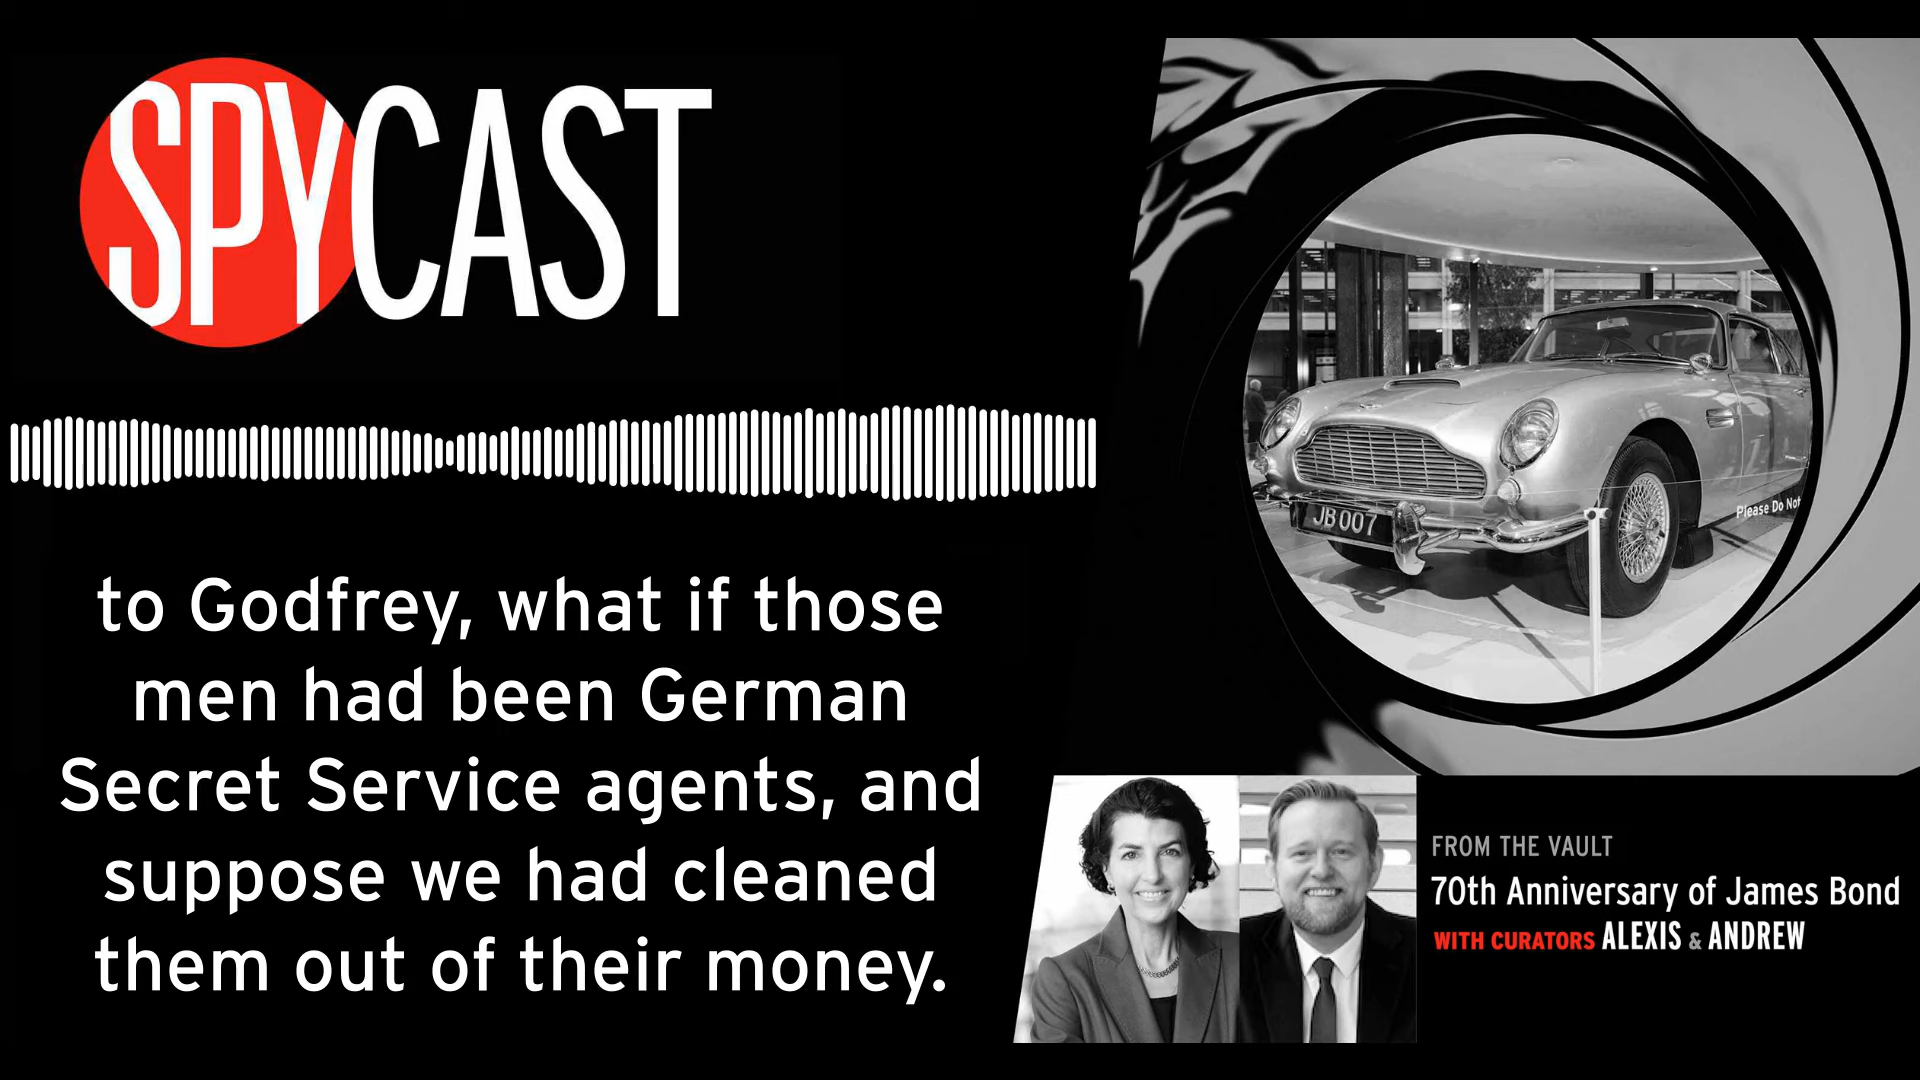 SPYCAST
to Godfrey, what if those
men had been German
Secret Service agents, and
suppose we had cleaned
them out of their money.
JB 007
Please Do Not
FROM THE VAULT
70th Anniversary of James Bond
WITH CURATORS ALEXIS & ANDREW